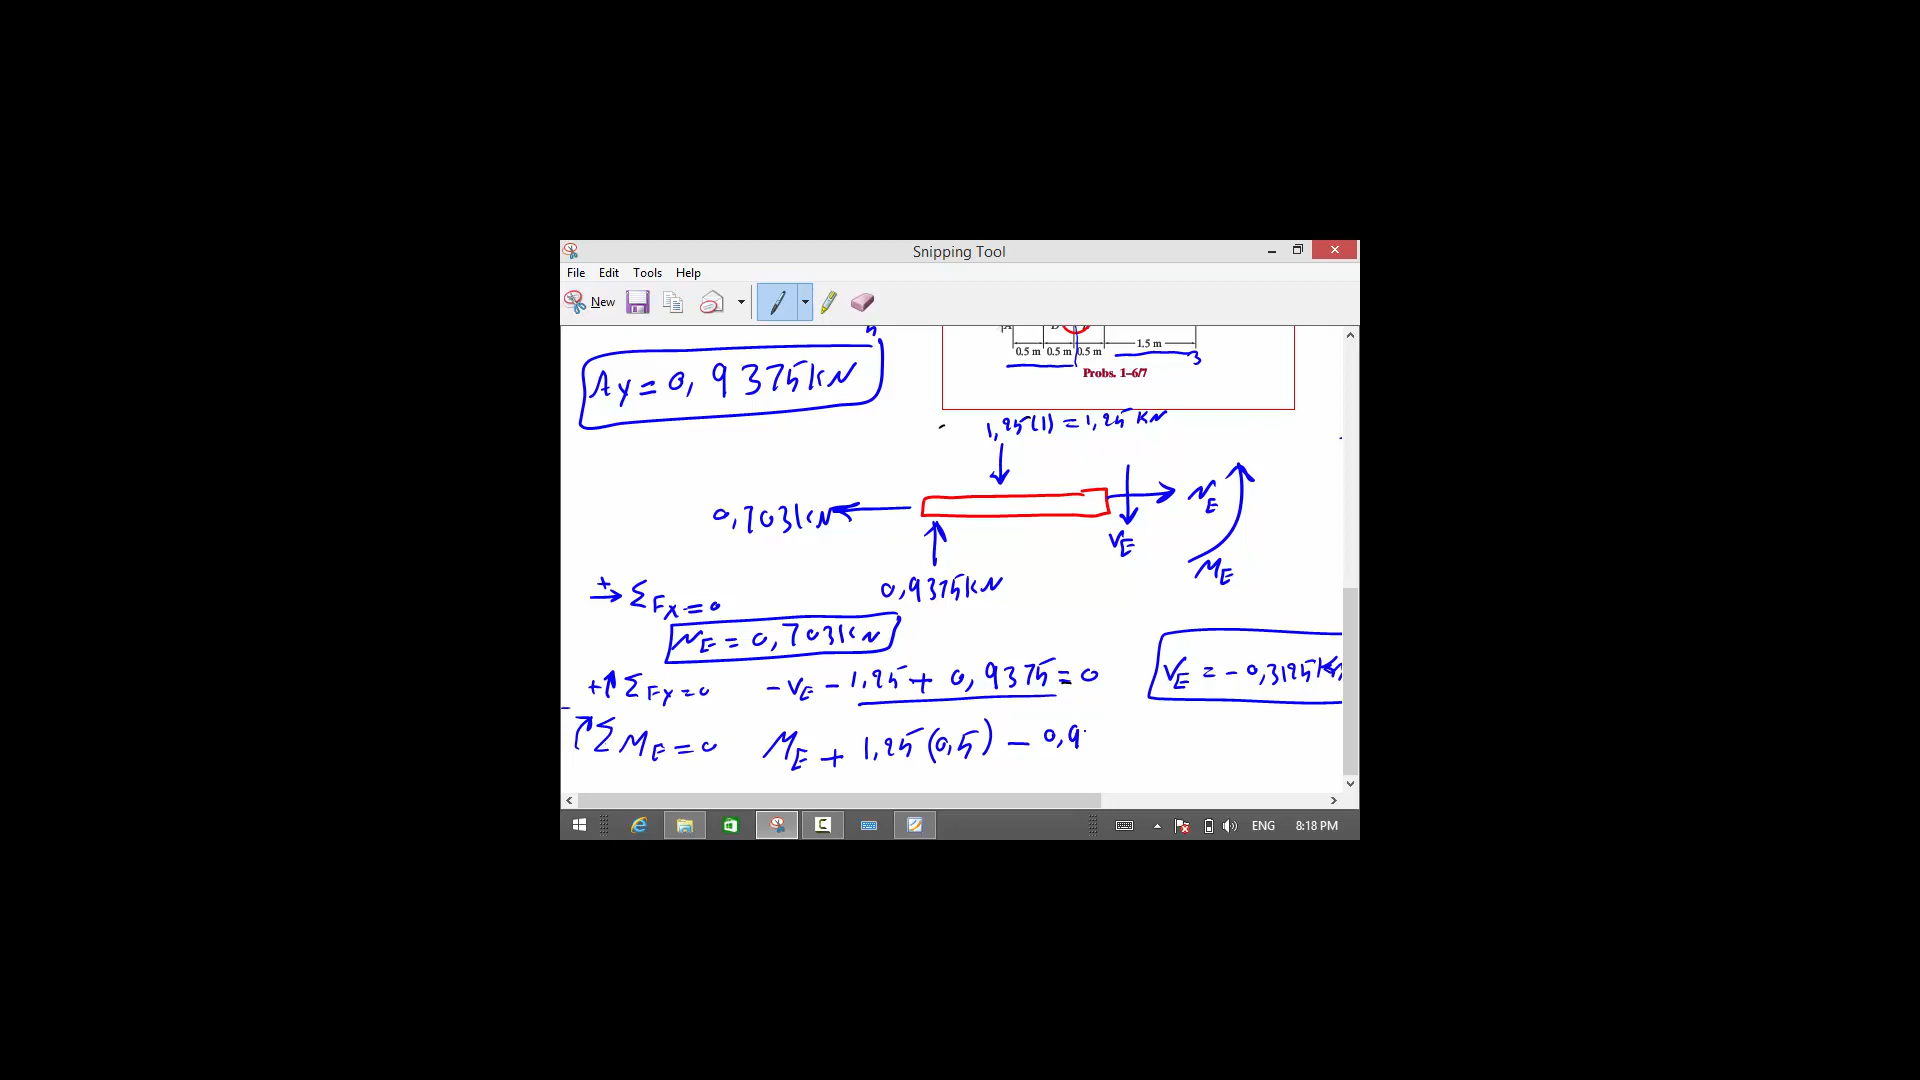 Snipping Tool
File Edit Tools Help
New
Ay = 0,9375kN
0.5 m 0.5 m 0.5 m 1.5 m
Probs. 1–6/7
1,25(1) = 1,25 KN
0,703kN
NE
VE
ME
0,9375kN
+ → ΣFx = 0
NE = 0,703kN
+↑ ΣFy = 0 - VE - 1,25 + 0,9375 = 0
VE = - 0,3125k
ΣME = 0 ME + 1,25 (0,5) - 0,9
ENG 8:18 PM